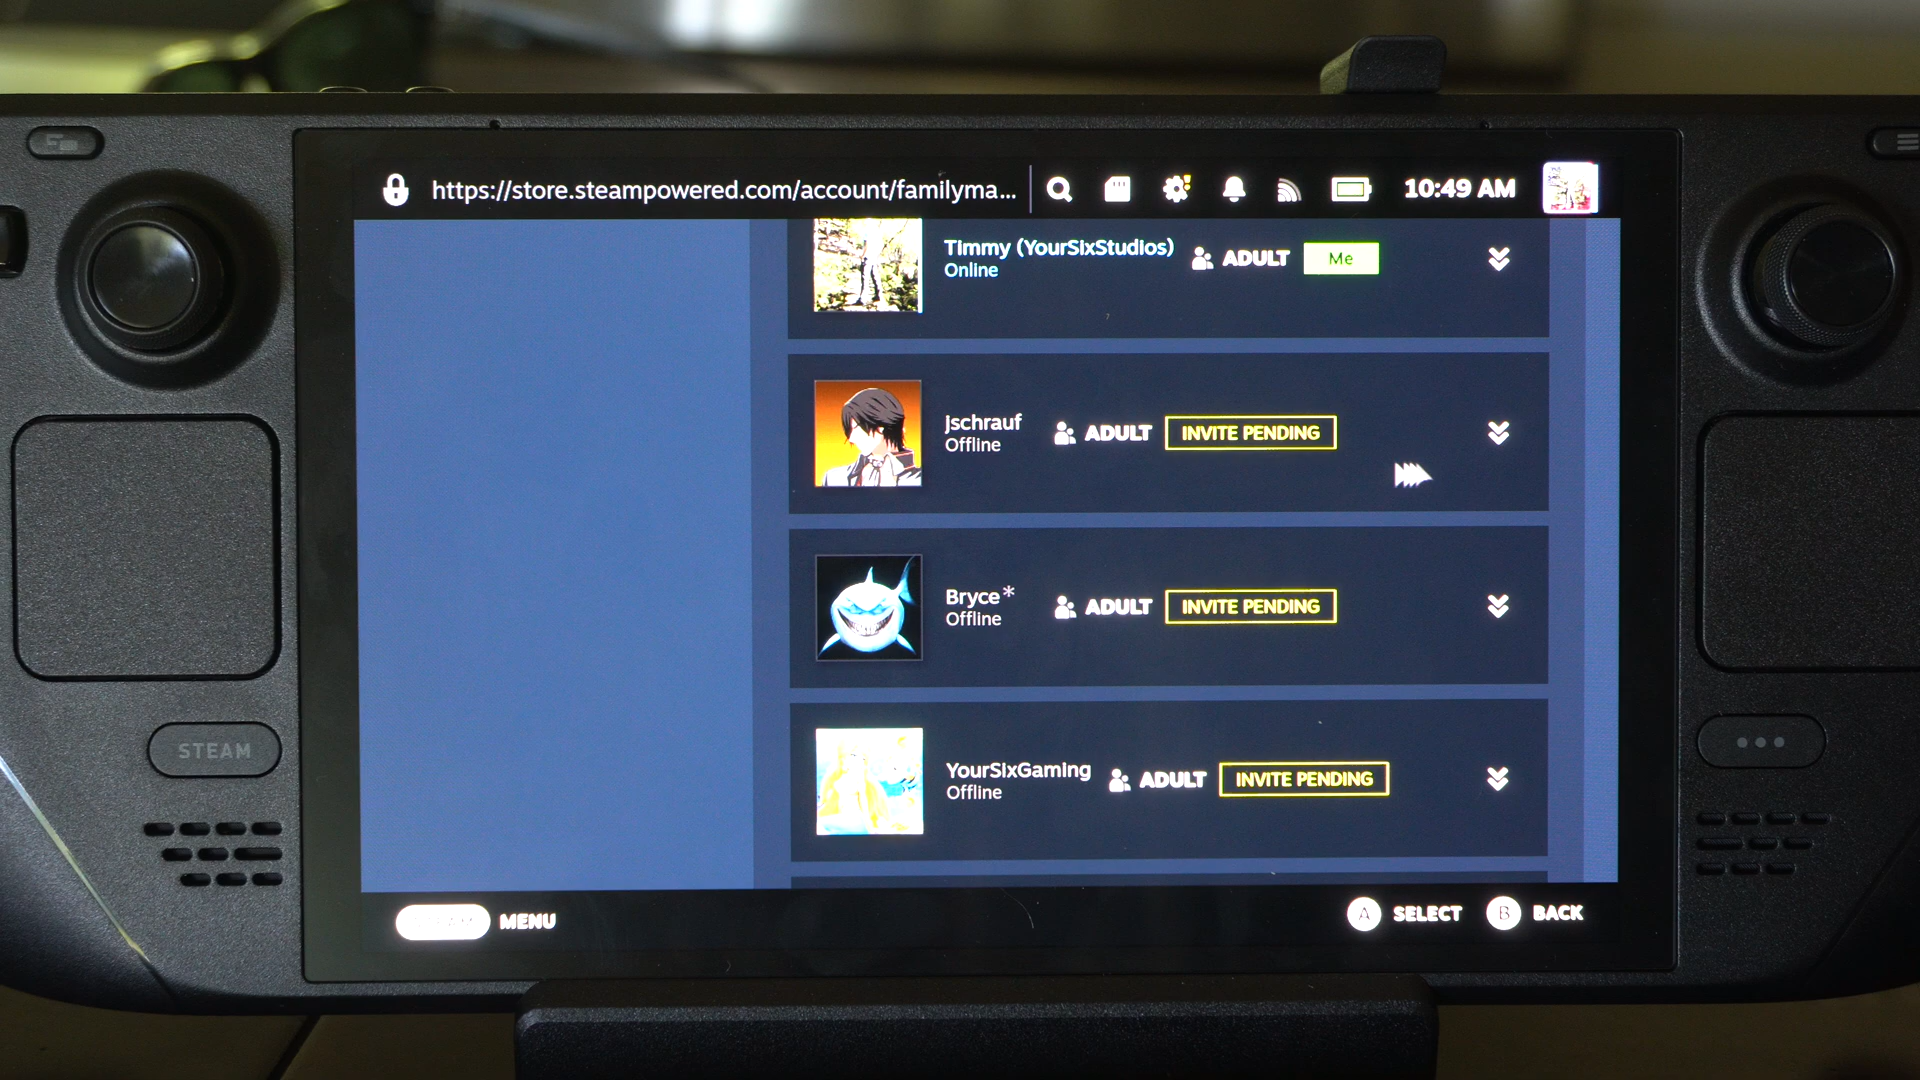 https://store.steampowered.com/account/familyma...
10:49 AM
Timmy (YourSixStudios)
Online
ADULT
Me
jschrauf
Offline
ADULT
INVITE PENDING
Bryce*
Offline
ADULT
INVITE PENDING
YourSixGaming
Offline
ADULT
INVITE PENDING
STEAM
MENU
A SELECT
B BACK